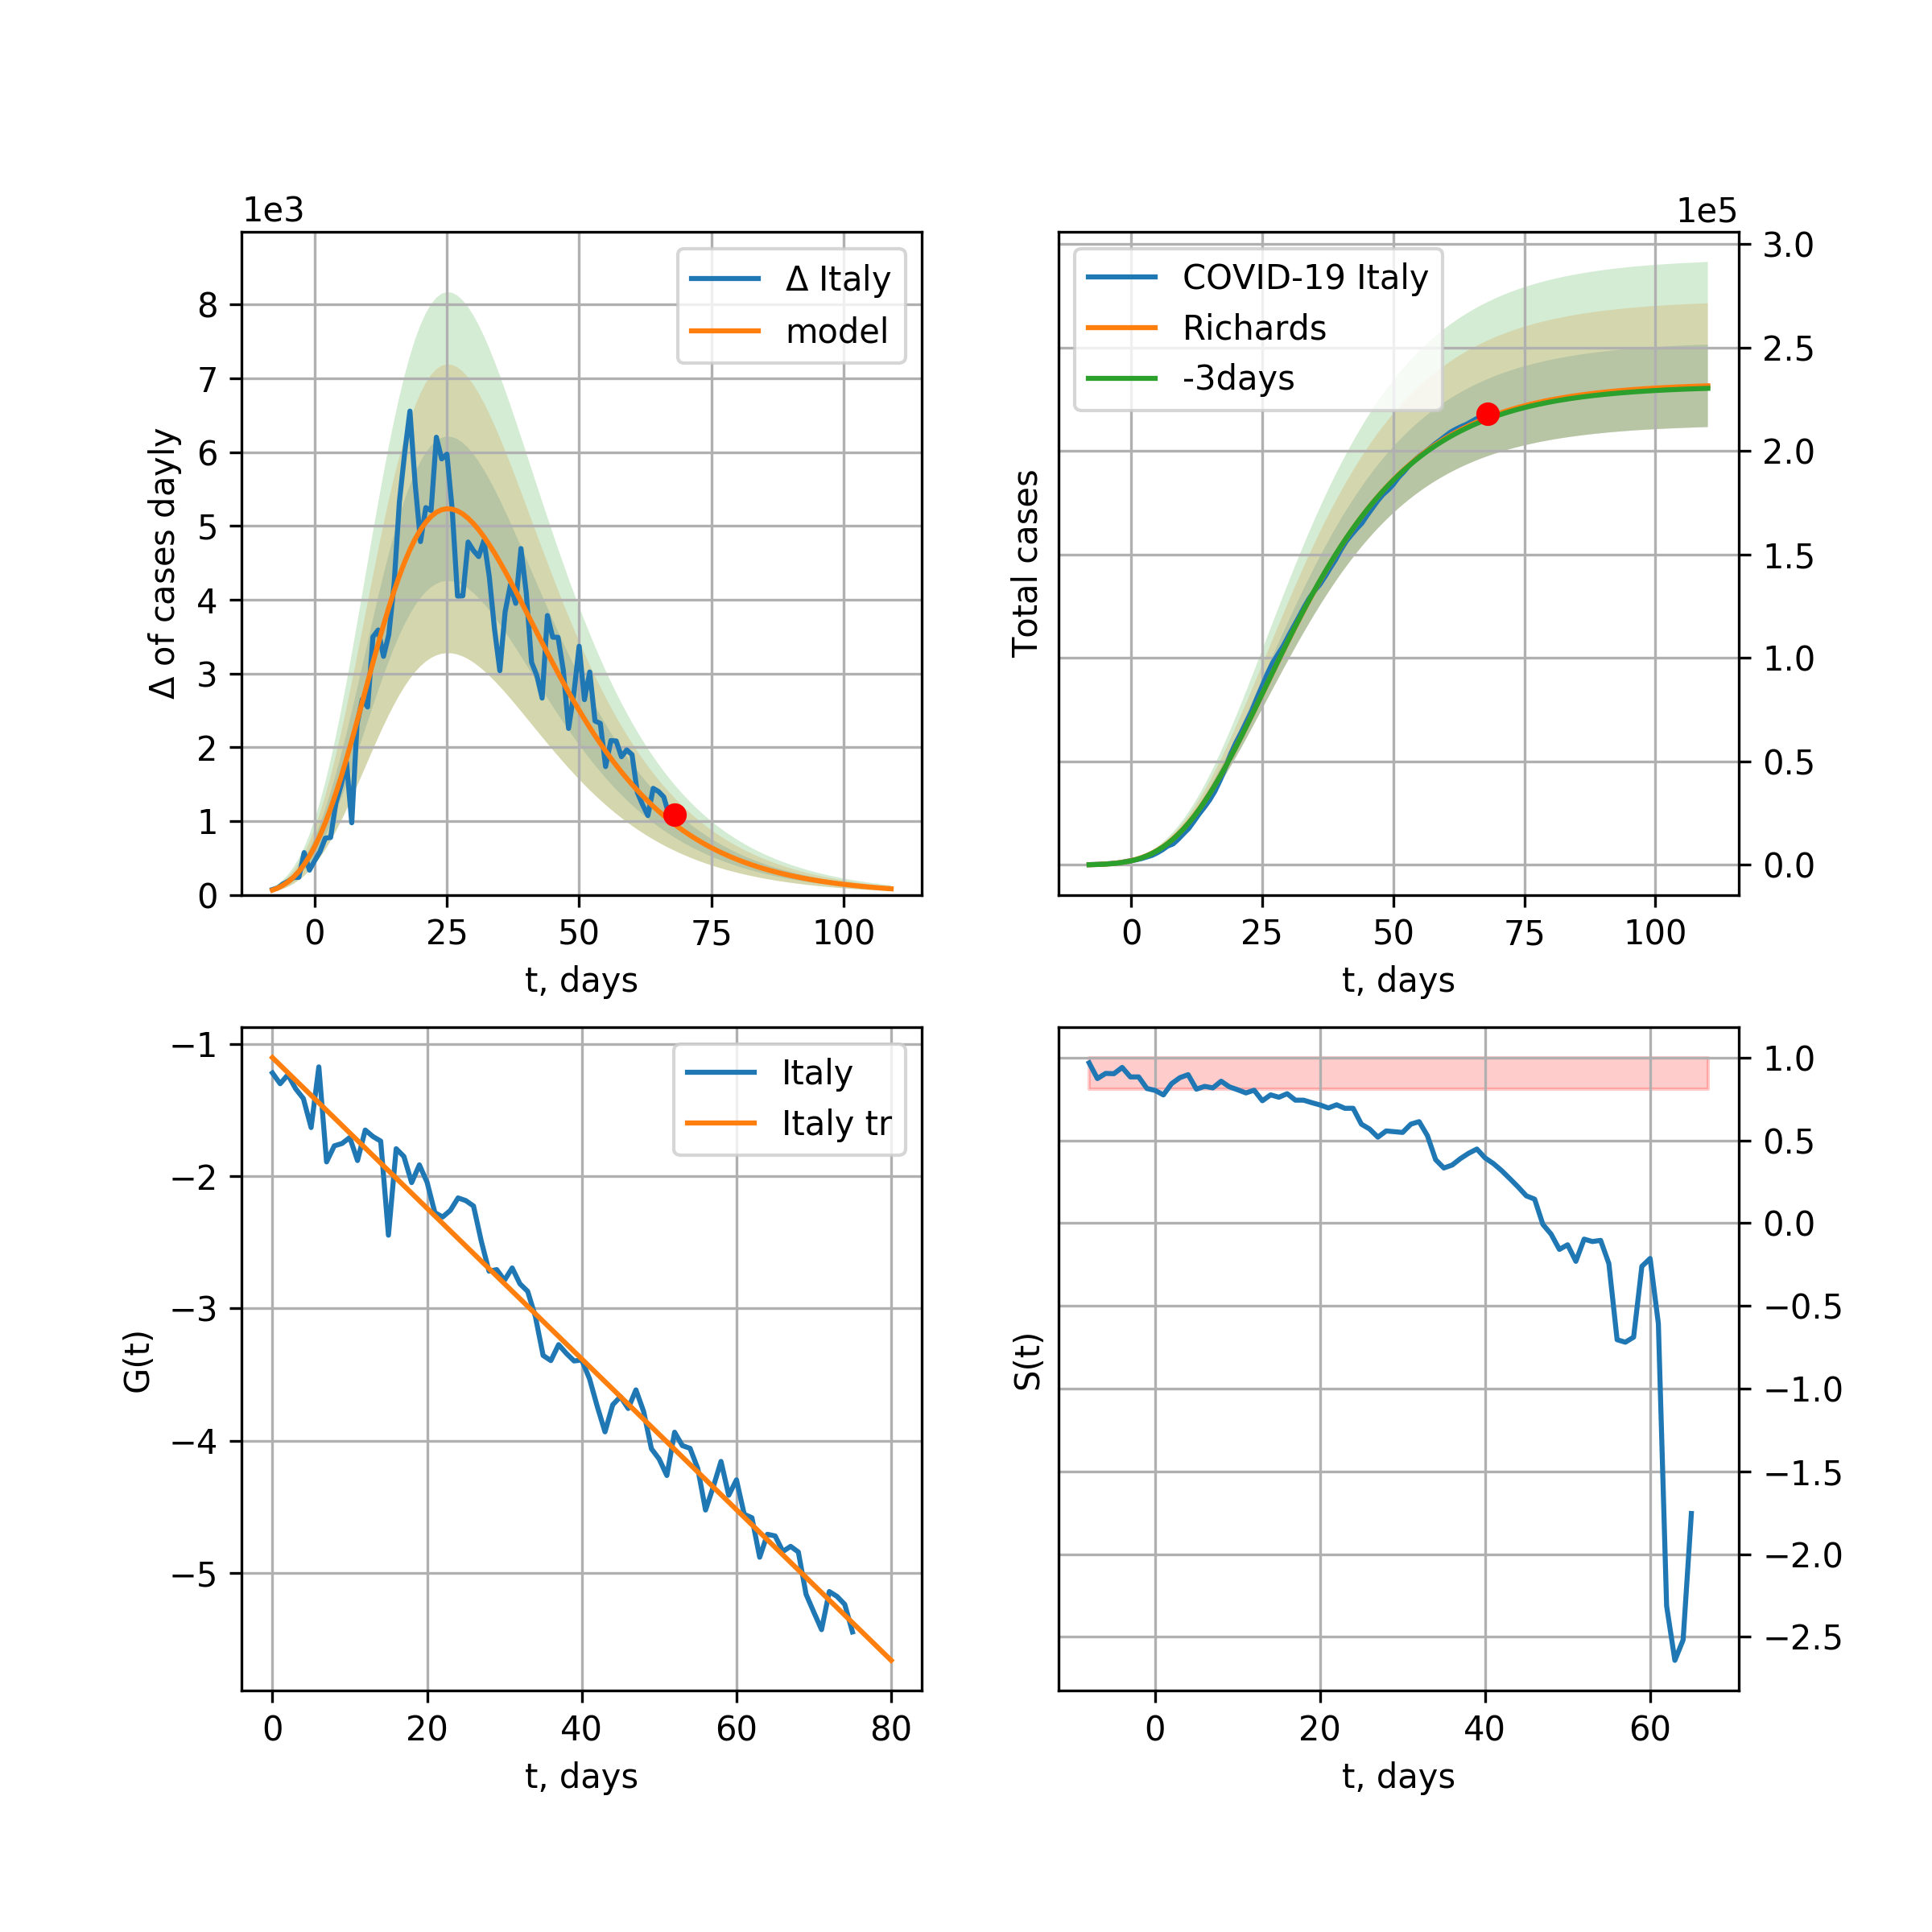 1e3
Δ of cases dayly
8
7
6
5
4
3
2
1
0
0 25 50 75 100
t, days
Δ Italy
model
1e5
Total cases
3.0
2.5
2.0
1.5
1.0
0.5
0.0
0 25 50 75 100
t, days
COVID-19 Italy
Richards
-3days
G(t)
−1
−2
−3
−4
−5
0 20 40 60 80
t, days
Italy
Italy tr
S(t)
1.0
0.5
0.0
−0.5
−1.0
−1.5
−2.0
−2.5
0 20 40 60
t, days